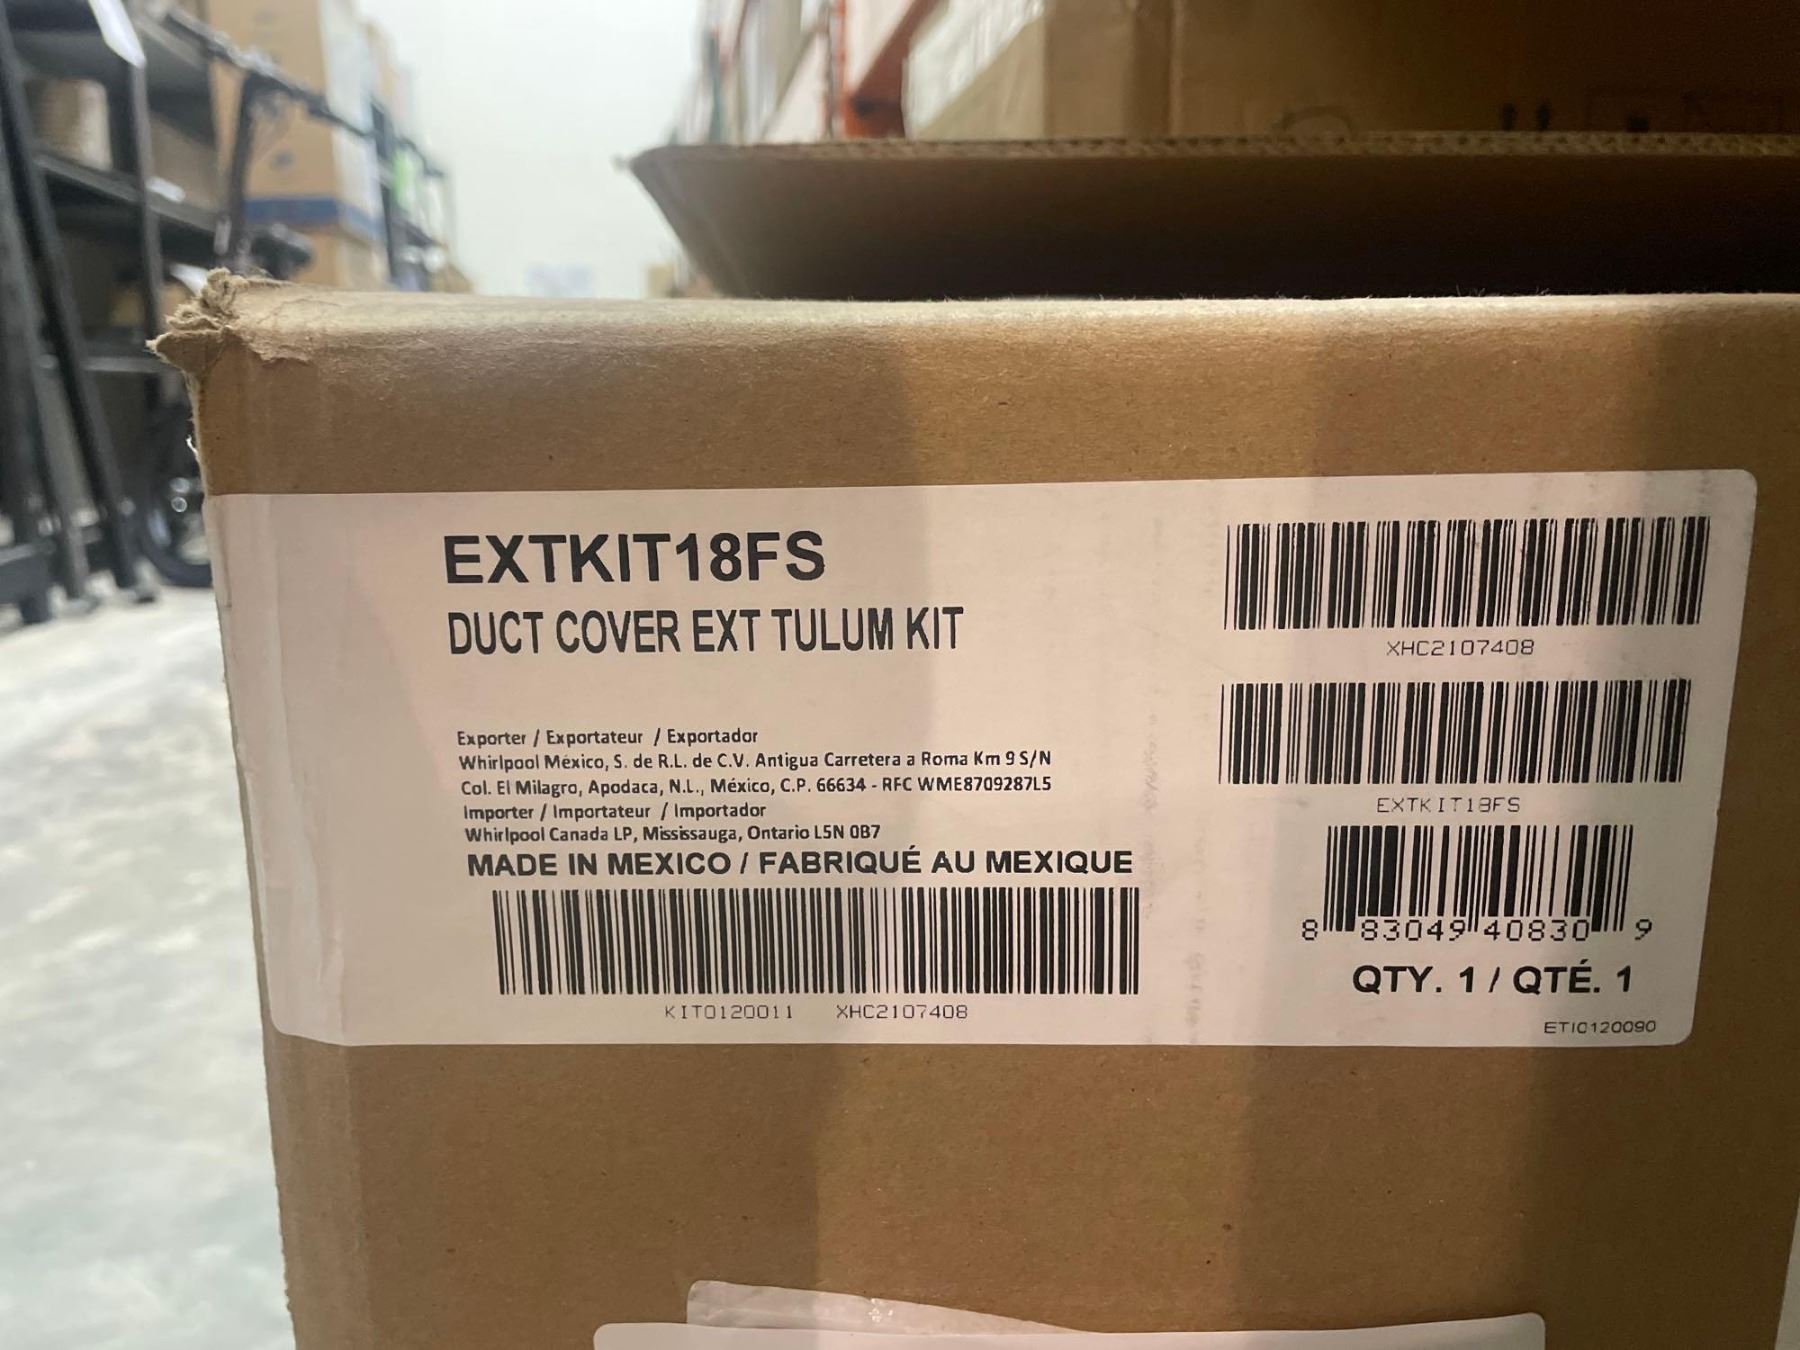 EXTKIT18FS
DUCT COVER EXT TULUM KIT
Exporter / Exportateur / Exportador
Whirlpool México, S. de R.L. de C.V. Antigua Carretera a Roma Km 9 S/N
Col. El Milagro, Apodaca, N.L., México, C.P. 66634 - RFC WME8709287L5
Importer / Importateur / Importador
Whirlpool Canada LP, Mississauga, Ontario L5N 0B7
MADE IN MEXICO / FABRIQUÉ AU MEXIQUE
KIT0120011 XHC2107408
XHC2107408
EXTKIT18FS
8 83049 40830 9
QTY. 1 / QTÉ. 1
ETI0120090